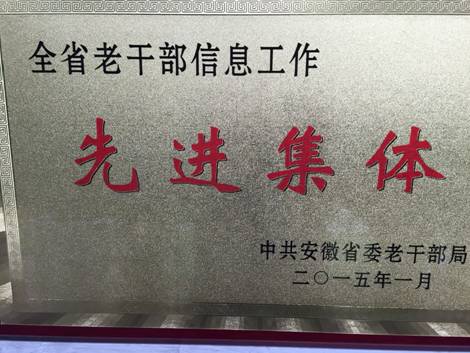 全省老干部信息工作
先进集体
中共安徽省委老干部局
二〇一五年一月